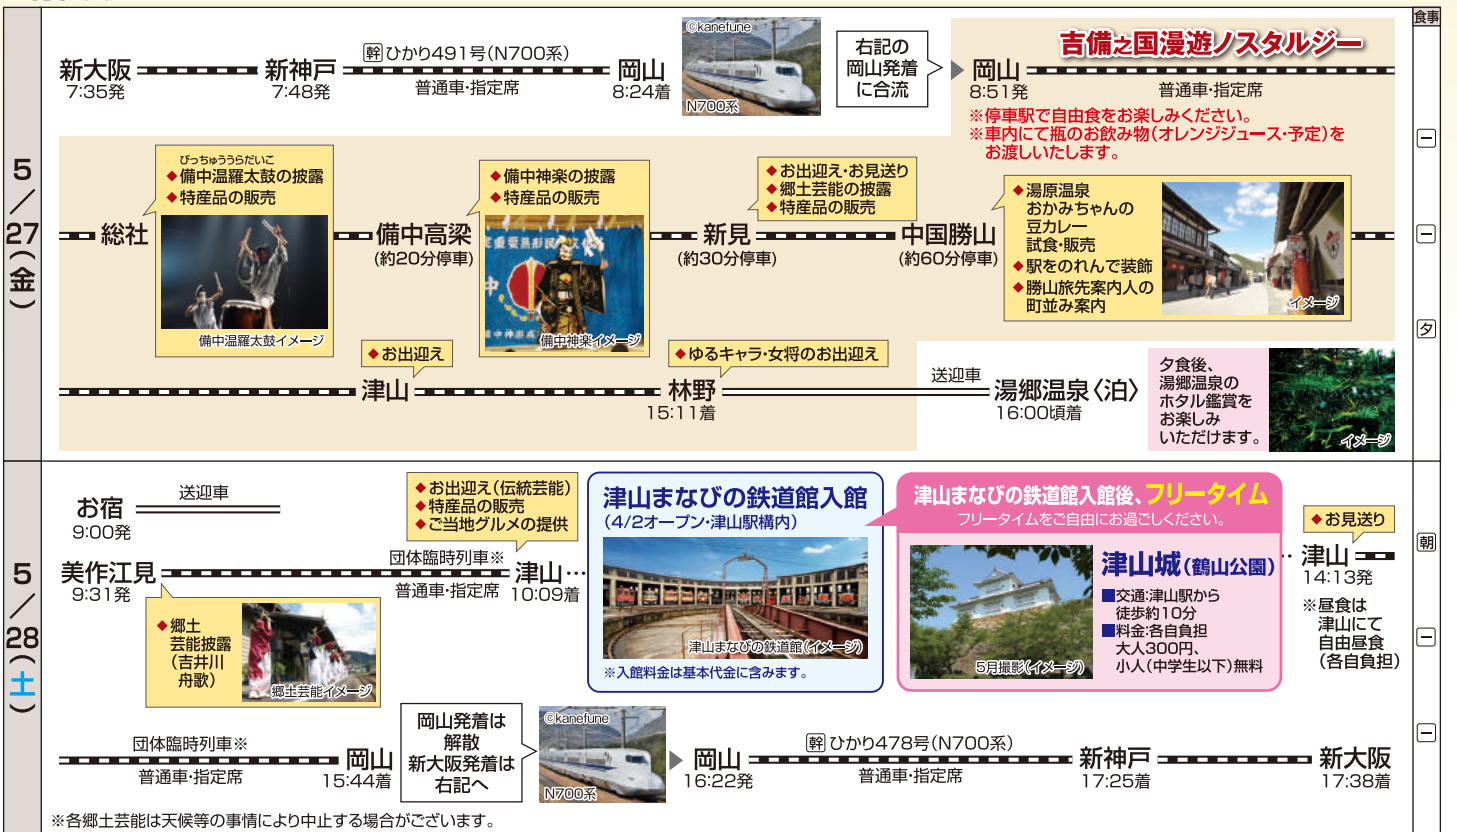 食事
5/27(金)
新大阪
7:35発
新神戸
7:48発
幹 ひかり491号(N700系)
普通車・指定席
岡山
8:24着
©kanefune
N700系
右記の
岡山発着
に合流
吉備之国漫遊ノスタルジー
岡山
8:51発
普通車・指定席
※停車駅で自由食をお楽しみください。
※車内にて瓶のお飲み物(オレンジジュース・予定)を
お渡しいたします。
総社
びっちゅううらだいこ
◆備中温羅太鼓の披露
◆特産品の販売
備中温羅太鼓イメージ
備中高梁
(約20分停車)
◆備中神楽の披露
◆特産品の販売
備中神楽イメージ
新見
(約30分停車)
◆お出迎え・お見送り
◆郷土芸能の披露
◆特産品の販売
中国勝山
(約60分停車)
◆湯原温泉
おかみちゃんの
豆カレー
試食・販売
◆駅をのれんで装飾
◆勝山旅先案内人の
町並み案内
イメージ
◆お出迎え
津山
◆ゆるキャラ・女将のお出迎え
林野
15:11着
送迎車
湯郷温泉〈泊〉
16:00頃着
夕食後、
湯郷温泉の
ホタル鑑賞を
お楽しみ
いただけます。
イメージ
−
−
夕
5/28(土)
お宿
9:00発
送迎車
美作江見
9:31発
◆郷土
芸能披露
(吉井川
舟歌)
郷土芸能イメージ
団体臨時列車※
普通車・指定席
◆お出迎え(伝統芸能)
◆特産品の販売
◆ご当地グルメの提供
津山…
10:09着
津山まなびの鉄道館入館
(4/2オープン・津山駅構内)
津山まなびの鉄道館(イメージ)
※入館料金は基本代金に含みます。
津山まなびの鉄道館入館後、フリータイム
フリータイムをご自由にお過ごしください。
5月撮影(イメージ)
津山城(鶴山公園)
■交通:津山駅から
徒歩約10分
■料金:各自負担
大人300円、
小人(中学生以下)無料
◆お見送り
‥津山
14:13発
※昼食は
津山にて
自由昼食
(各自負担)
団体臨時列車※
普通車・指定席
岡山
15:44着
岡山発着は
解散
新大阪発着は
右記へ
©kanefune
N700系
岡山
16:22発
幹 ひかり478号(N700系)
普通車・指定席
新神戸
17:25着
新大阪
17:38着
朝
−
−
※各郷土芸能は天候等の事情により中止する場合がございます。